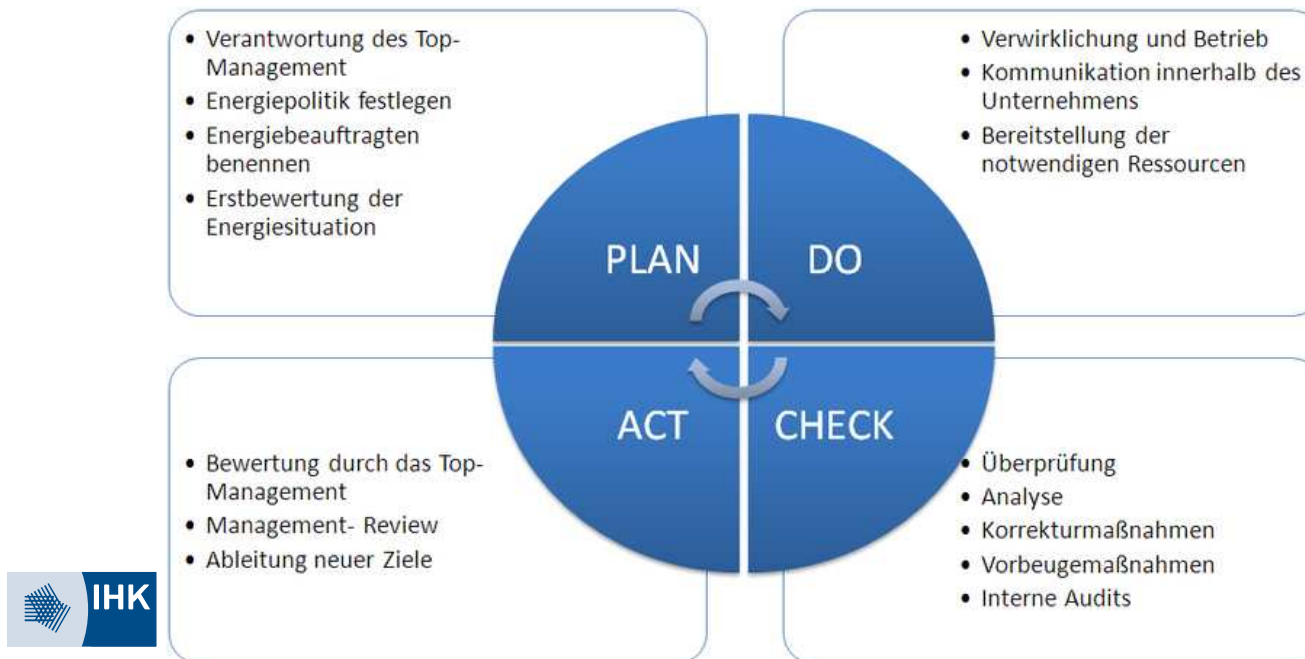 • Verantwortung des Top-
Management
• Energiepolitik festlegen
• Energiebeauftragten
benennen
• Erstbewertung der
Energiesituation
• Verwirklichung und Betrieb
• Kommunikation innerhalb des
Unternehmens
• Bereitstellung der
notwendigen Ressourcen
PLAN
DO
ACT
CHECK
• Bewertung durch das Top-
Management
• Management- Review
• Ableitung neuer Ziele
• Überprüfung
• Analyse
• Korrekturmaßnahmen
• Vorbeugemaßnahmen
• Interne Audits
IHK